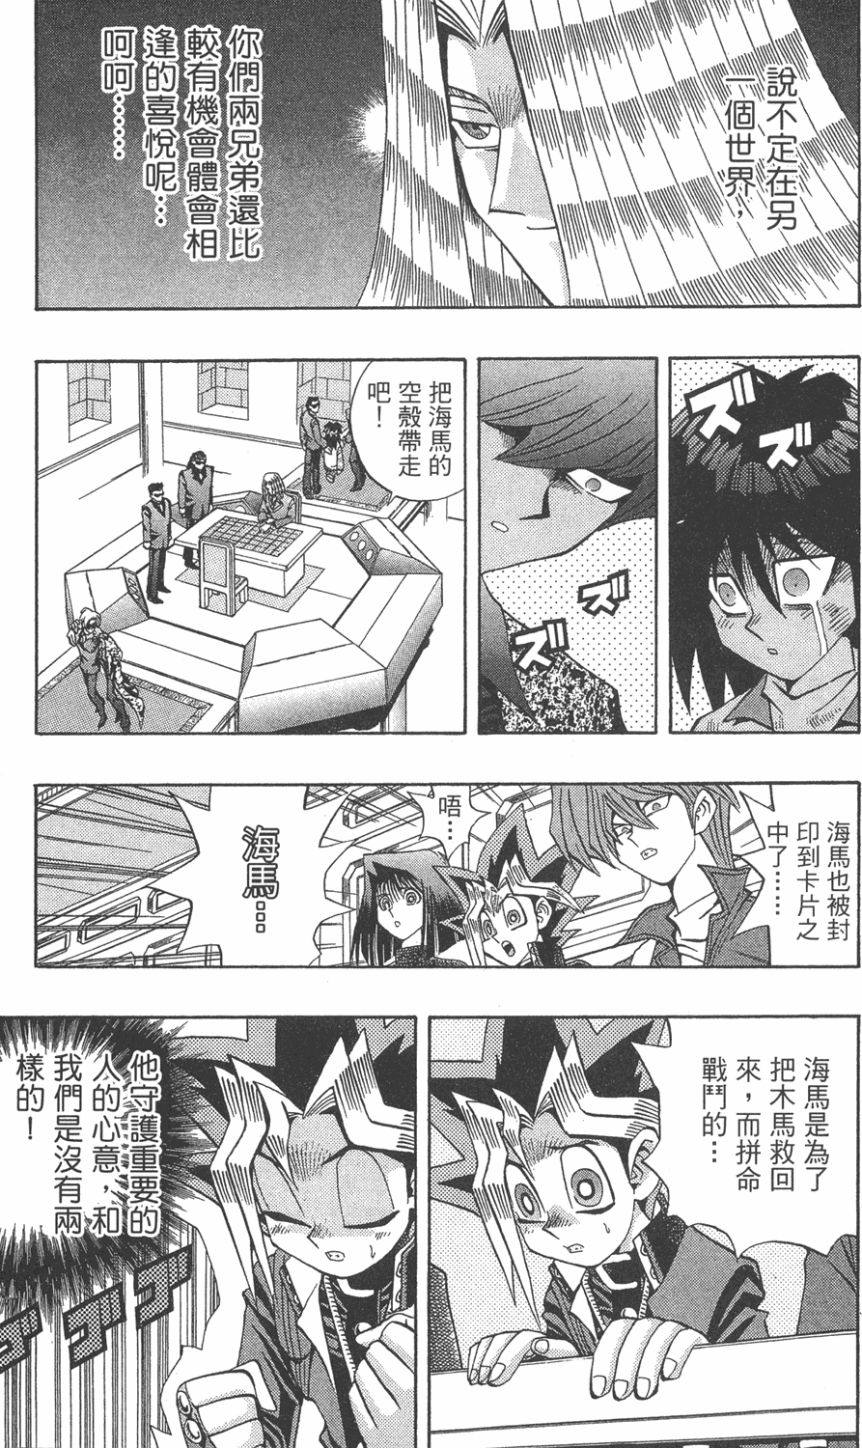 說不定在另
一個世界，
你們兩兄弟還比
較有機會體會相
逢的喜悅呢…
呵呵……
ズ
ズ
ズ
ズ
把海馬的
空殼帶走
吧！
海馬也被封
印到卡片之
中了……
唔…
海馬…
海馬是為了
把木馬救回
來，而拼命
戰鬥的…
他守護重要的
人的心意，和
我們是沒有兩
樣的！
ゴ
ゴ
ゴ